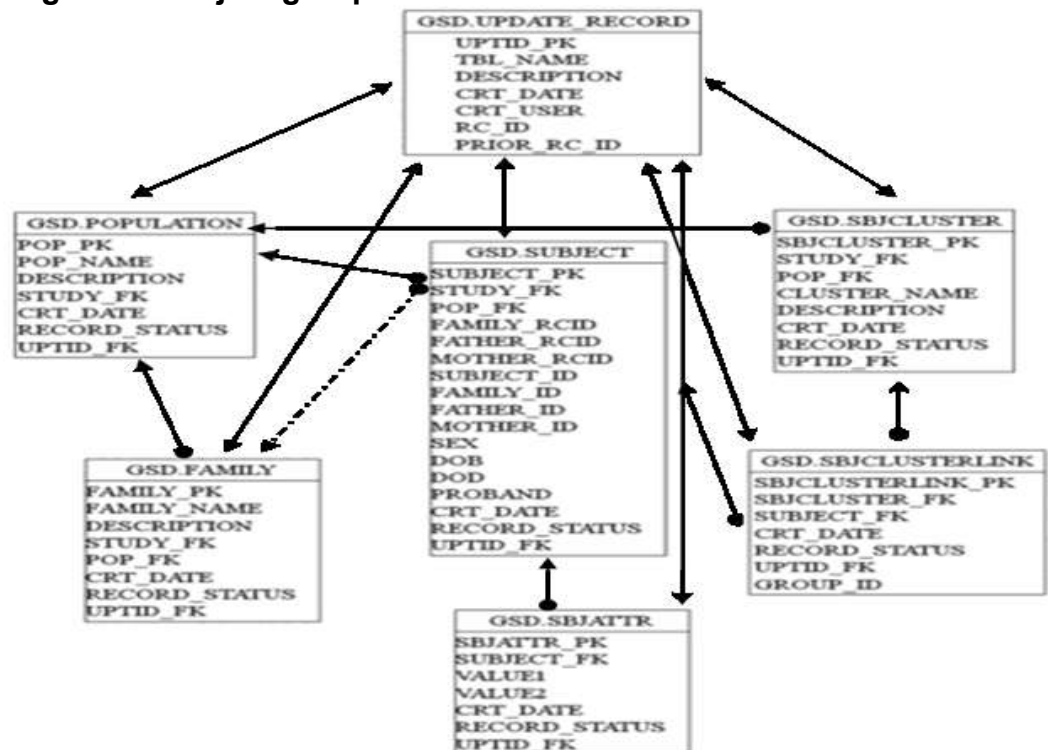 GSD.UPDATE_RECORD
UPTID_PK
TBL_NAME
DESCRIPTION
CRT_DATE
CRT_USER
RC_ID
PRIOR_RC_ID
GSD.POPULATION
POP_PK
POP_NAME
DESCRIPTION
STUDY_FK
CRT_DATE
RECORD_STATUS
UPTID_FK
GSD.SUBJECT
SUBJECT_PK
STUDY_FK
POP_FK
FAMILY_RCID
FATHER_RCID
MOTHER_RCID
SUBJECT_ID
FAMILY_ID
FATHER_ID
MOTHER_ID
SEX
DOB
DOD
PROBAND
CRT_DATE
RECORD_STATUS
UPTID_FK
GSD.SBJCLUSTER
SBJCLUSTER_PK
STUDY_FK
POP_FK
CLUSTER_NAME
DESCRIPTION
CRT_DATE
RECORD_STATUS
UPTID_FK
GSD.FAMILY
FAMILY_PK
FAMILY_NAME
DESCRIPTION
STUDY_FK
POP_FK
CRT_DATE
RECORD_STATUS
UPTID_FK
GSD.SBJCLUSTERLINK
SBJCLUSTERLINK_PK
SBJCLUSTER_FK
SUBJECT_FK
CRT_DATE
RECORD_STATUS
UPTID_FK
GROUP_ID
GSD.SBJATTR
SBJATTR_PK
SUBJECT_FK
VALUE1
VALUE2
CRT_DATE
RECORD_STATUS
UPTID_FK